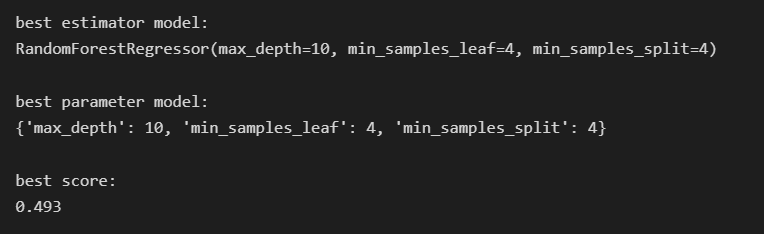 best estimator model:
RandomForestRegressor(max_depth=10, min_samples_leaf=4, min_samples_split=4)
best parameter model:
{'max_depth': 10, 'min_samples_leaf': 4, 'min_samples_split': 4}
best score:
0.493